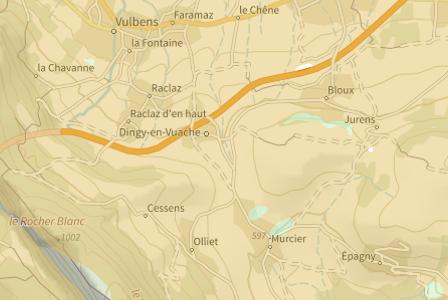 le Chêne
Faramaz
Vulbens
la Fontaine
la Chavanne
Raclaz
Bloux
Raclaz d'en haut
Jurens
Dingy-en-Vuache
Cessens
le Rocher Blanc
1002
Olliet
597
Murcier
Épagny
le